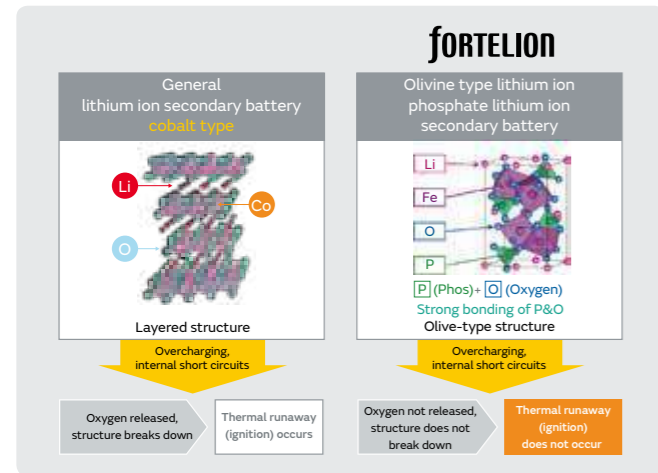 fORTELION
General
lithium ion secondary battery
cobalt type
Li
Co
O
Layered structure
Overcharging,
internal short circuits
Oxygen released,
structure breaks down
Thermal runaway
(ignition) occurs
Olivine type lithium ion
phosphate lithium ion
secondary battery
Li
Fe
O
P
P (Phos)+ O (Oxygen)
Strong bonding of P&O
Olive-type structure
Overcharging,
internal short circuits
Oxygen not released,
structure does not
break down
Thermal runaway
(ignition)
does not occur